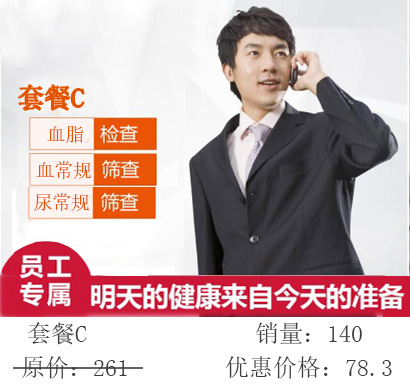 套餐C
血脂 检查
血常规 筛查
尿常规 筛查
员工
专属
明天的健康来自今天的准备
套餐C 销量：140
原价：261 优惠价格：78.3